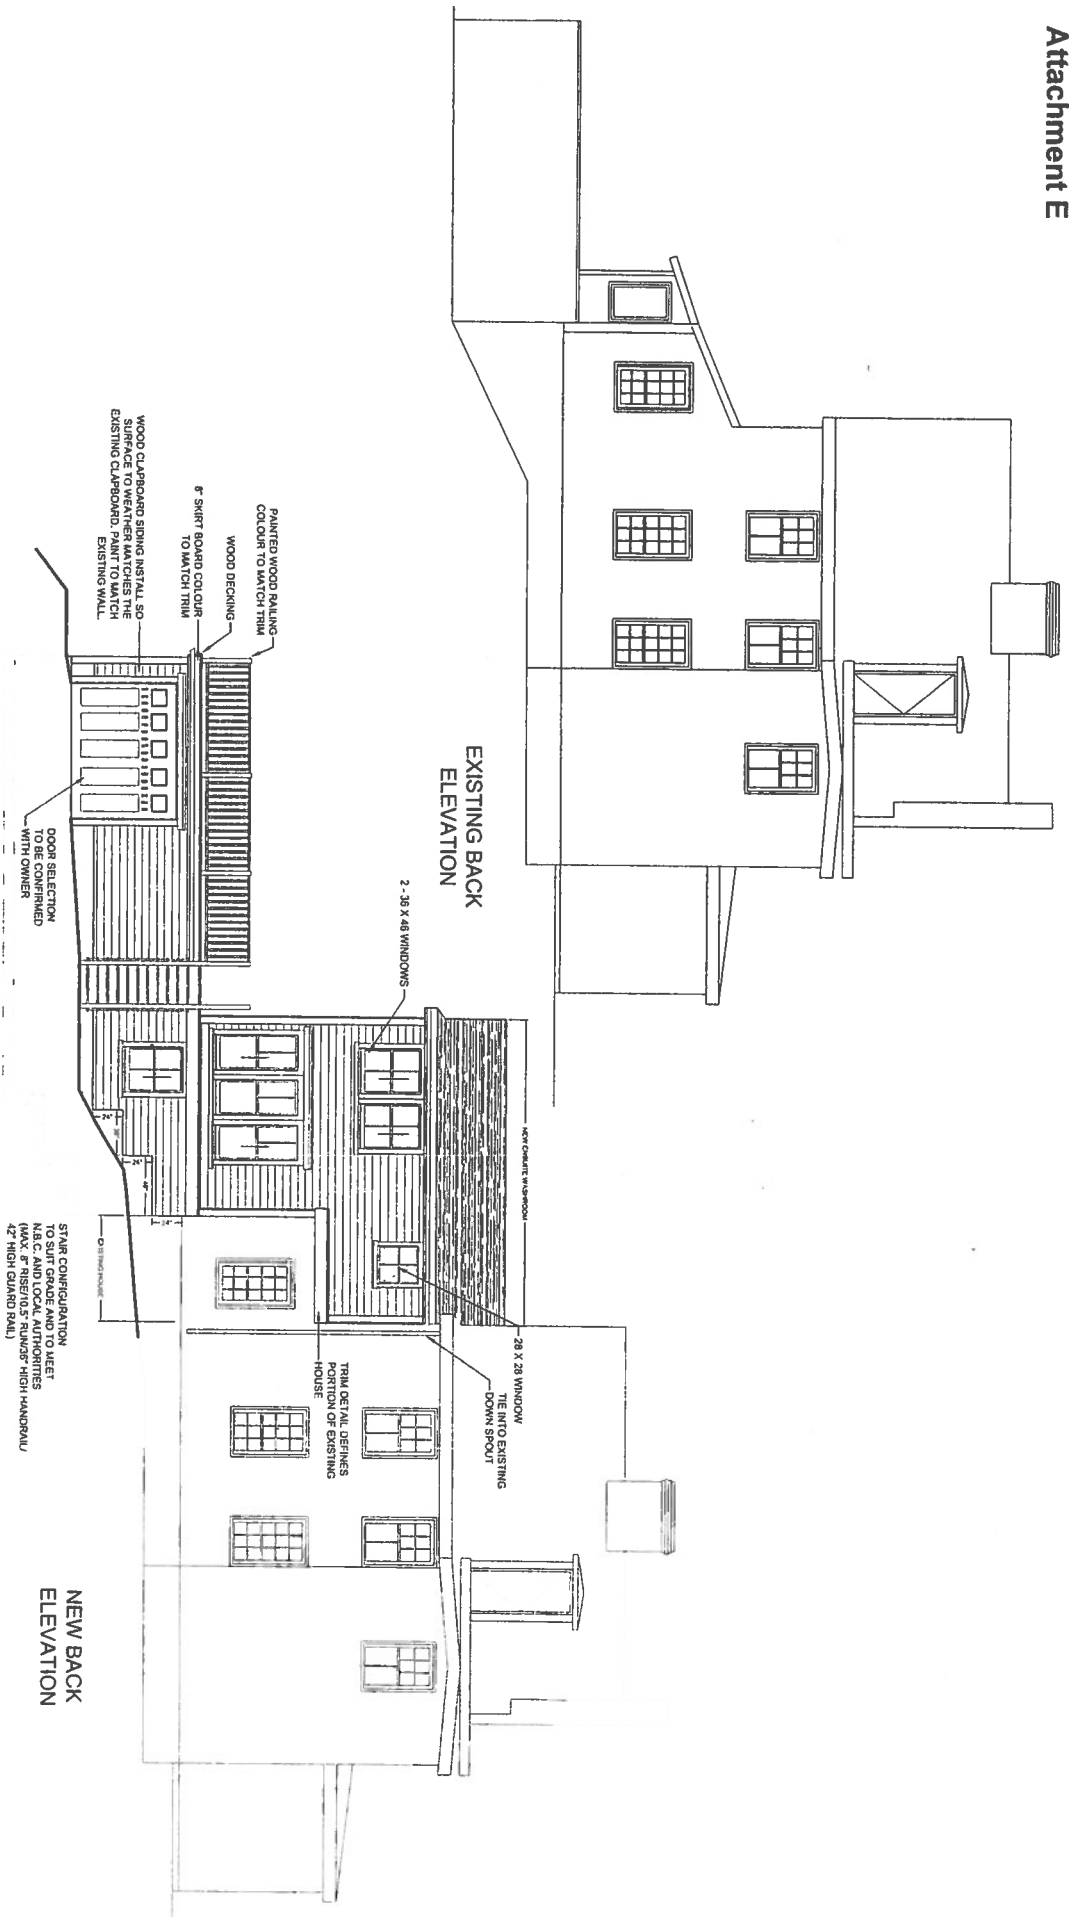 Attachment E
EXISTING BACK
ELEVATION
PAINTED WOOD RAILING
COLOUR TO MATCH TRIM
WOOD DECKING
8" SKIRT BOARD COLOUR
TO MATCH TRIM
WOOD CLAPBOARD SIDING INSTALL SO
SURFACE TO WEATHER MATCHES THE
EXISTING CLAPBOARD. PAINT TO MATCH
EXISTING WALL.
DOOR SELECTION
TO BE CONFIRMED
WITH OWNER
2 - 36 X 46 WINDOWS
NEW ENSUITE WASHROOM
28 X 28 WINDOW
TIE INTO EXISTING
DOWN SPOUT
TRIM DETAIL DEFINES
PORTION OF EXISTING
HOUSE
24"
24"
EXISTING HOUSE
STAIR CONFIGURATION
TO SUIT GRADE AND TO MEET
N.B.C. AND LOCAL AUTHORITIES
(MAX. 8" RISE/10.5" RUN/36" HIGH HANDRAIL/
42" HIGH GUARD RAIL)
NEW BACK
ELEVATION